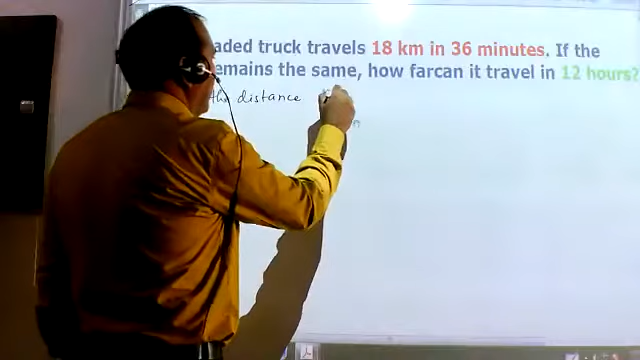 aded truck travels 18 km in 36 minutes. If the
emains the same, how farcan it travel in 12 hours?
the distance